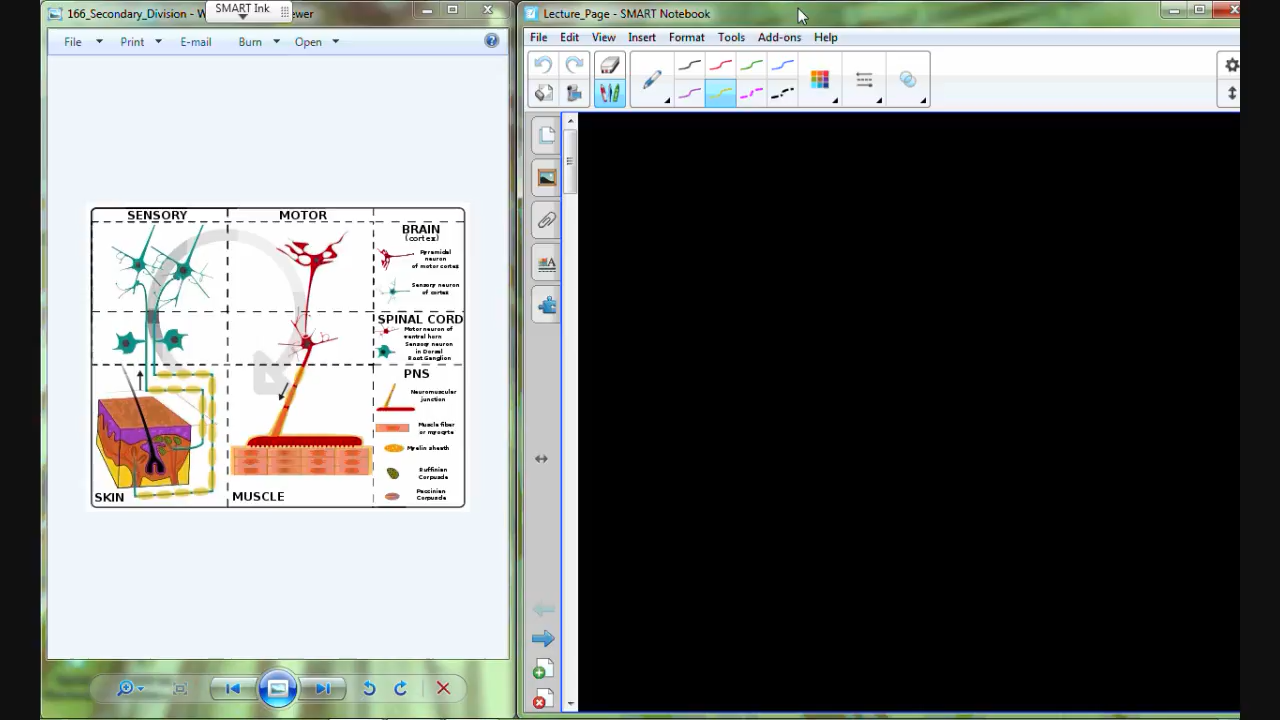 166_Secondary_Division - W
SMART Ink
ewer
File Print E-mail Burn Open
SENSORY MOTOR
BRAIN
(cortex)
Pyramidal
neuron
of motor cortex
Sensory neuron
of cortex
SPINAL CORD
Motor neuron of
ventral horn
Sensory neuron
in Dorsal
Root Ganglion
PNS
Neuromuscular
junction
Muscle fiber
or myocyte
Myelin sheath
Ruffinian
Corpuscle
Paccinian
Corpuscle
SKIN MUSCLE
Lecture_Page - SMART Notebook
File Edit View Insert Format Tools Add-ons Help